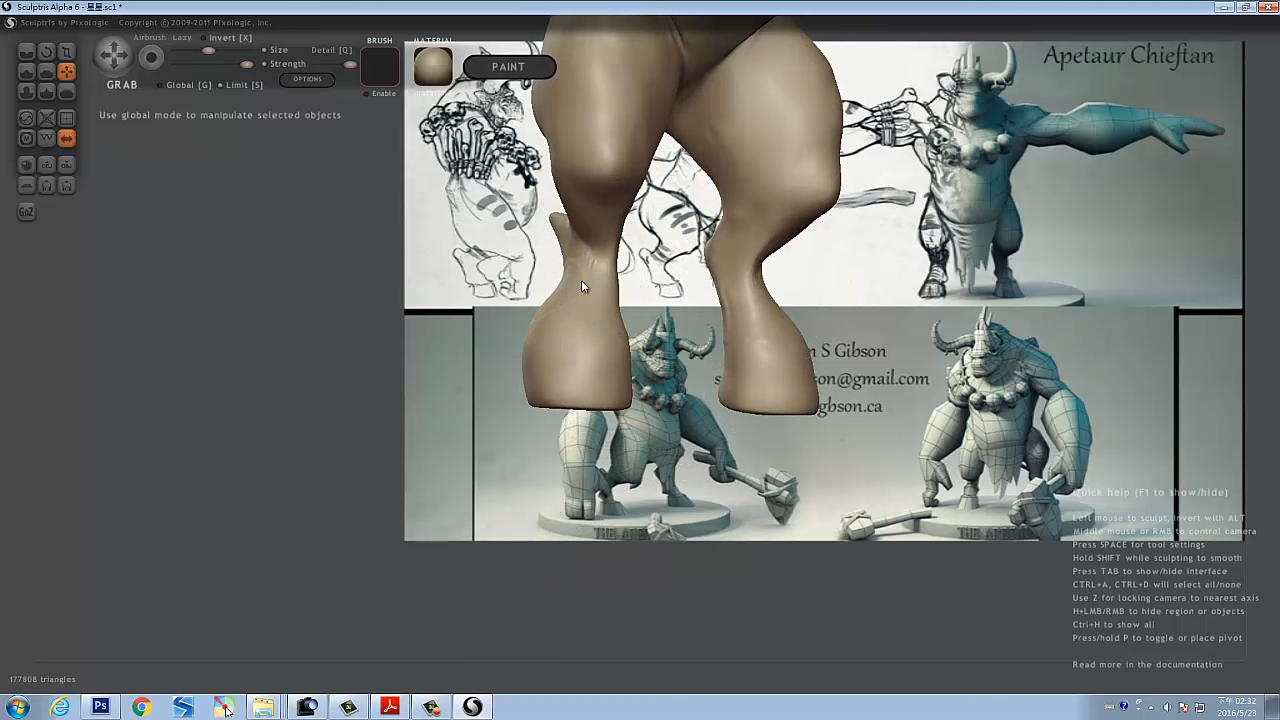 Sculptris Alpha 6 - 星星.sc1 *
Sculptris by Pixologic  Copyright © 2009-2011 Pixologic, Inc.
Airbrush Lazy Invert [X]
BRUSH
MATERIAL
Size Detail [Q]
Strength
PAINT
Apetaur Chieftan
OPTIONS
GRAB
Global [G] Limit [S]
Enable
Use global mode to manipulate selected objects
GoZ
S Gibson
on@gmail.com
gbson.ca
Quick help (F1 to show/hide)
Left mouse to sculpt, invert with ALT
Middle mouse or RMB to control camera
Press SPACE for tool settings
Hold SHIFT while sculpting to smooth
Press TAB to show/hide interface
CTRL+A, CTRL+D will select all/none
Use Z for locking camera to nearest axis
H+LMB/RMB to hide region or objects
Ctrl+H to show all
Press/hold P to toggle or place pivot
Read more in the documentation
177808 triangles
Ps
下午 02:32
2016/5/23